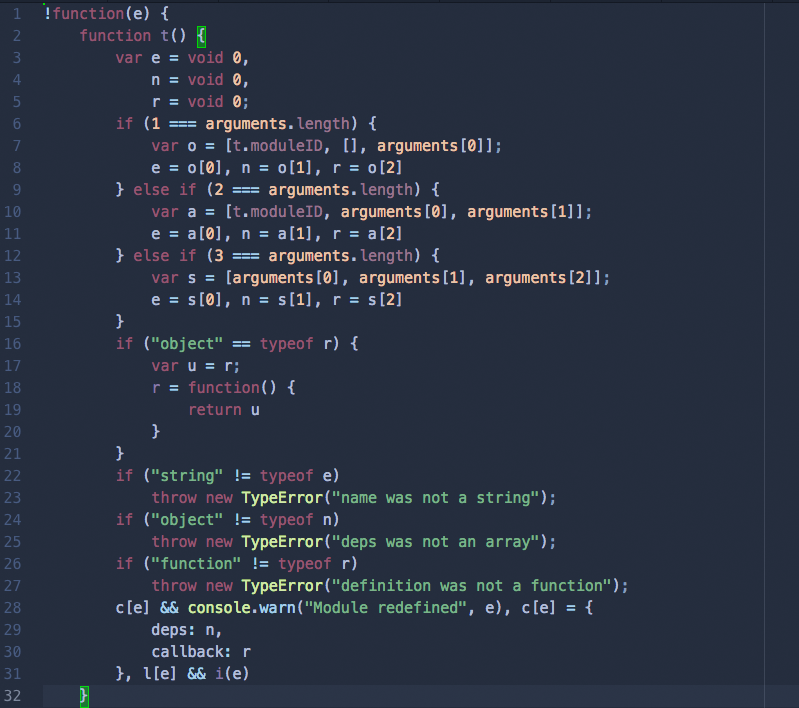 1 !function(e) {
2     function t() {
3         var e = void 0,
4             n = void 0,
5             r = void 0;
6         if (1 === arguments.length) {
7             var o = [t.moduleID, [], arguments[0]];
8             e = o[0], n = o[1], r = o[2]
9         } else if (2 === arguments.length) {
10             var a = [t.moduleID, arguments[0], arguments[1]];
11             e = a[0], n = a[1], r = a[2]
12         } else if (3 === arguments.length) {
13             var s = [arguments[0], arguments[1], arguments[2]];
14             e = s[0], n = s[1], r = s[2]
15         }
16         if ("object" == typeof r) {
17             var u = r;
18             r = function() {
19                 return u
20             }
21         }
22         if ("string" != typeof e)
23             throw new TypeError("name was not a string");
24         if ("object" != typeof n)
25             throw new TypeError("deps was not an array");
26         if ("function" != typeof r)
27             throw new TypeError("definition was not a function");
28         c[e] && console.warn("Module redefined", e), c[e] = {
29             deps: n,
30             callback: r
31         }, l[e] && i(e)
32     }